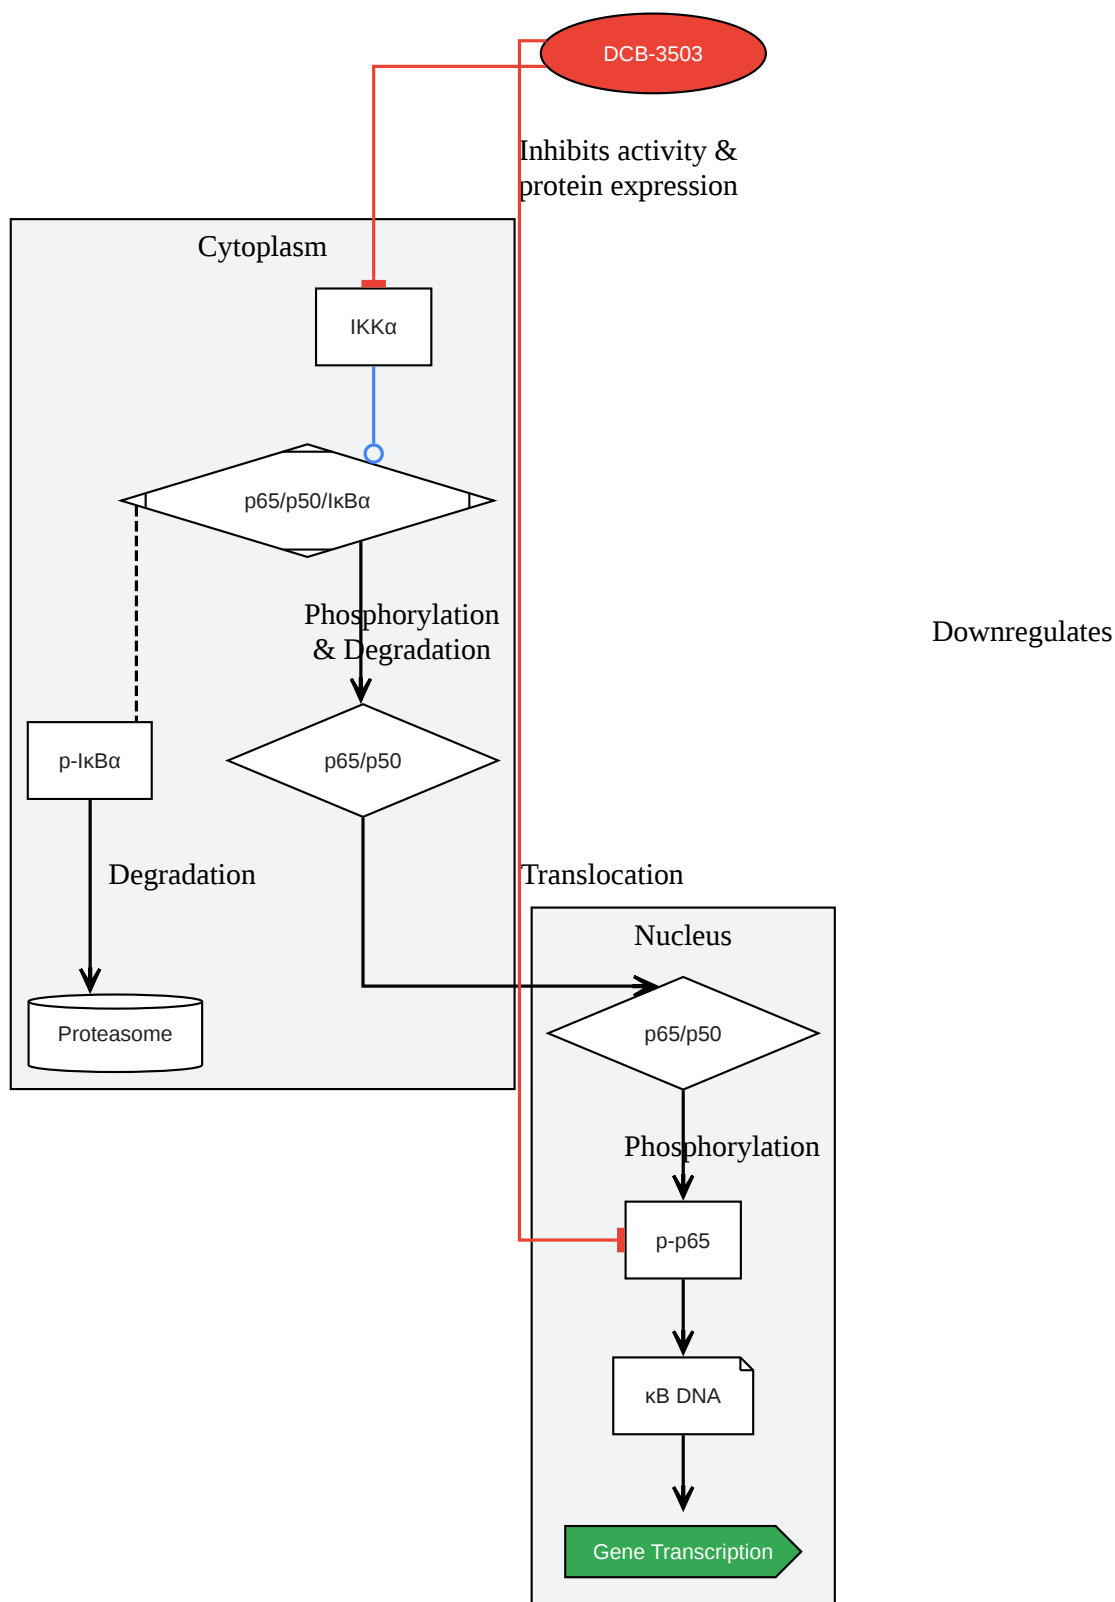 DCB-3503
Inhibits activity &
protein expression
Cytoplasm
IKKα
p65/p50/IκBα
Phosphorylation
& Degradation
Downregulates
p-IκBα
p65/p50
Degradation
Translocation
Nucleus
Proteasome
p65/p50
Phosphorylation
p-p65
κB DNA
Gene Transcription